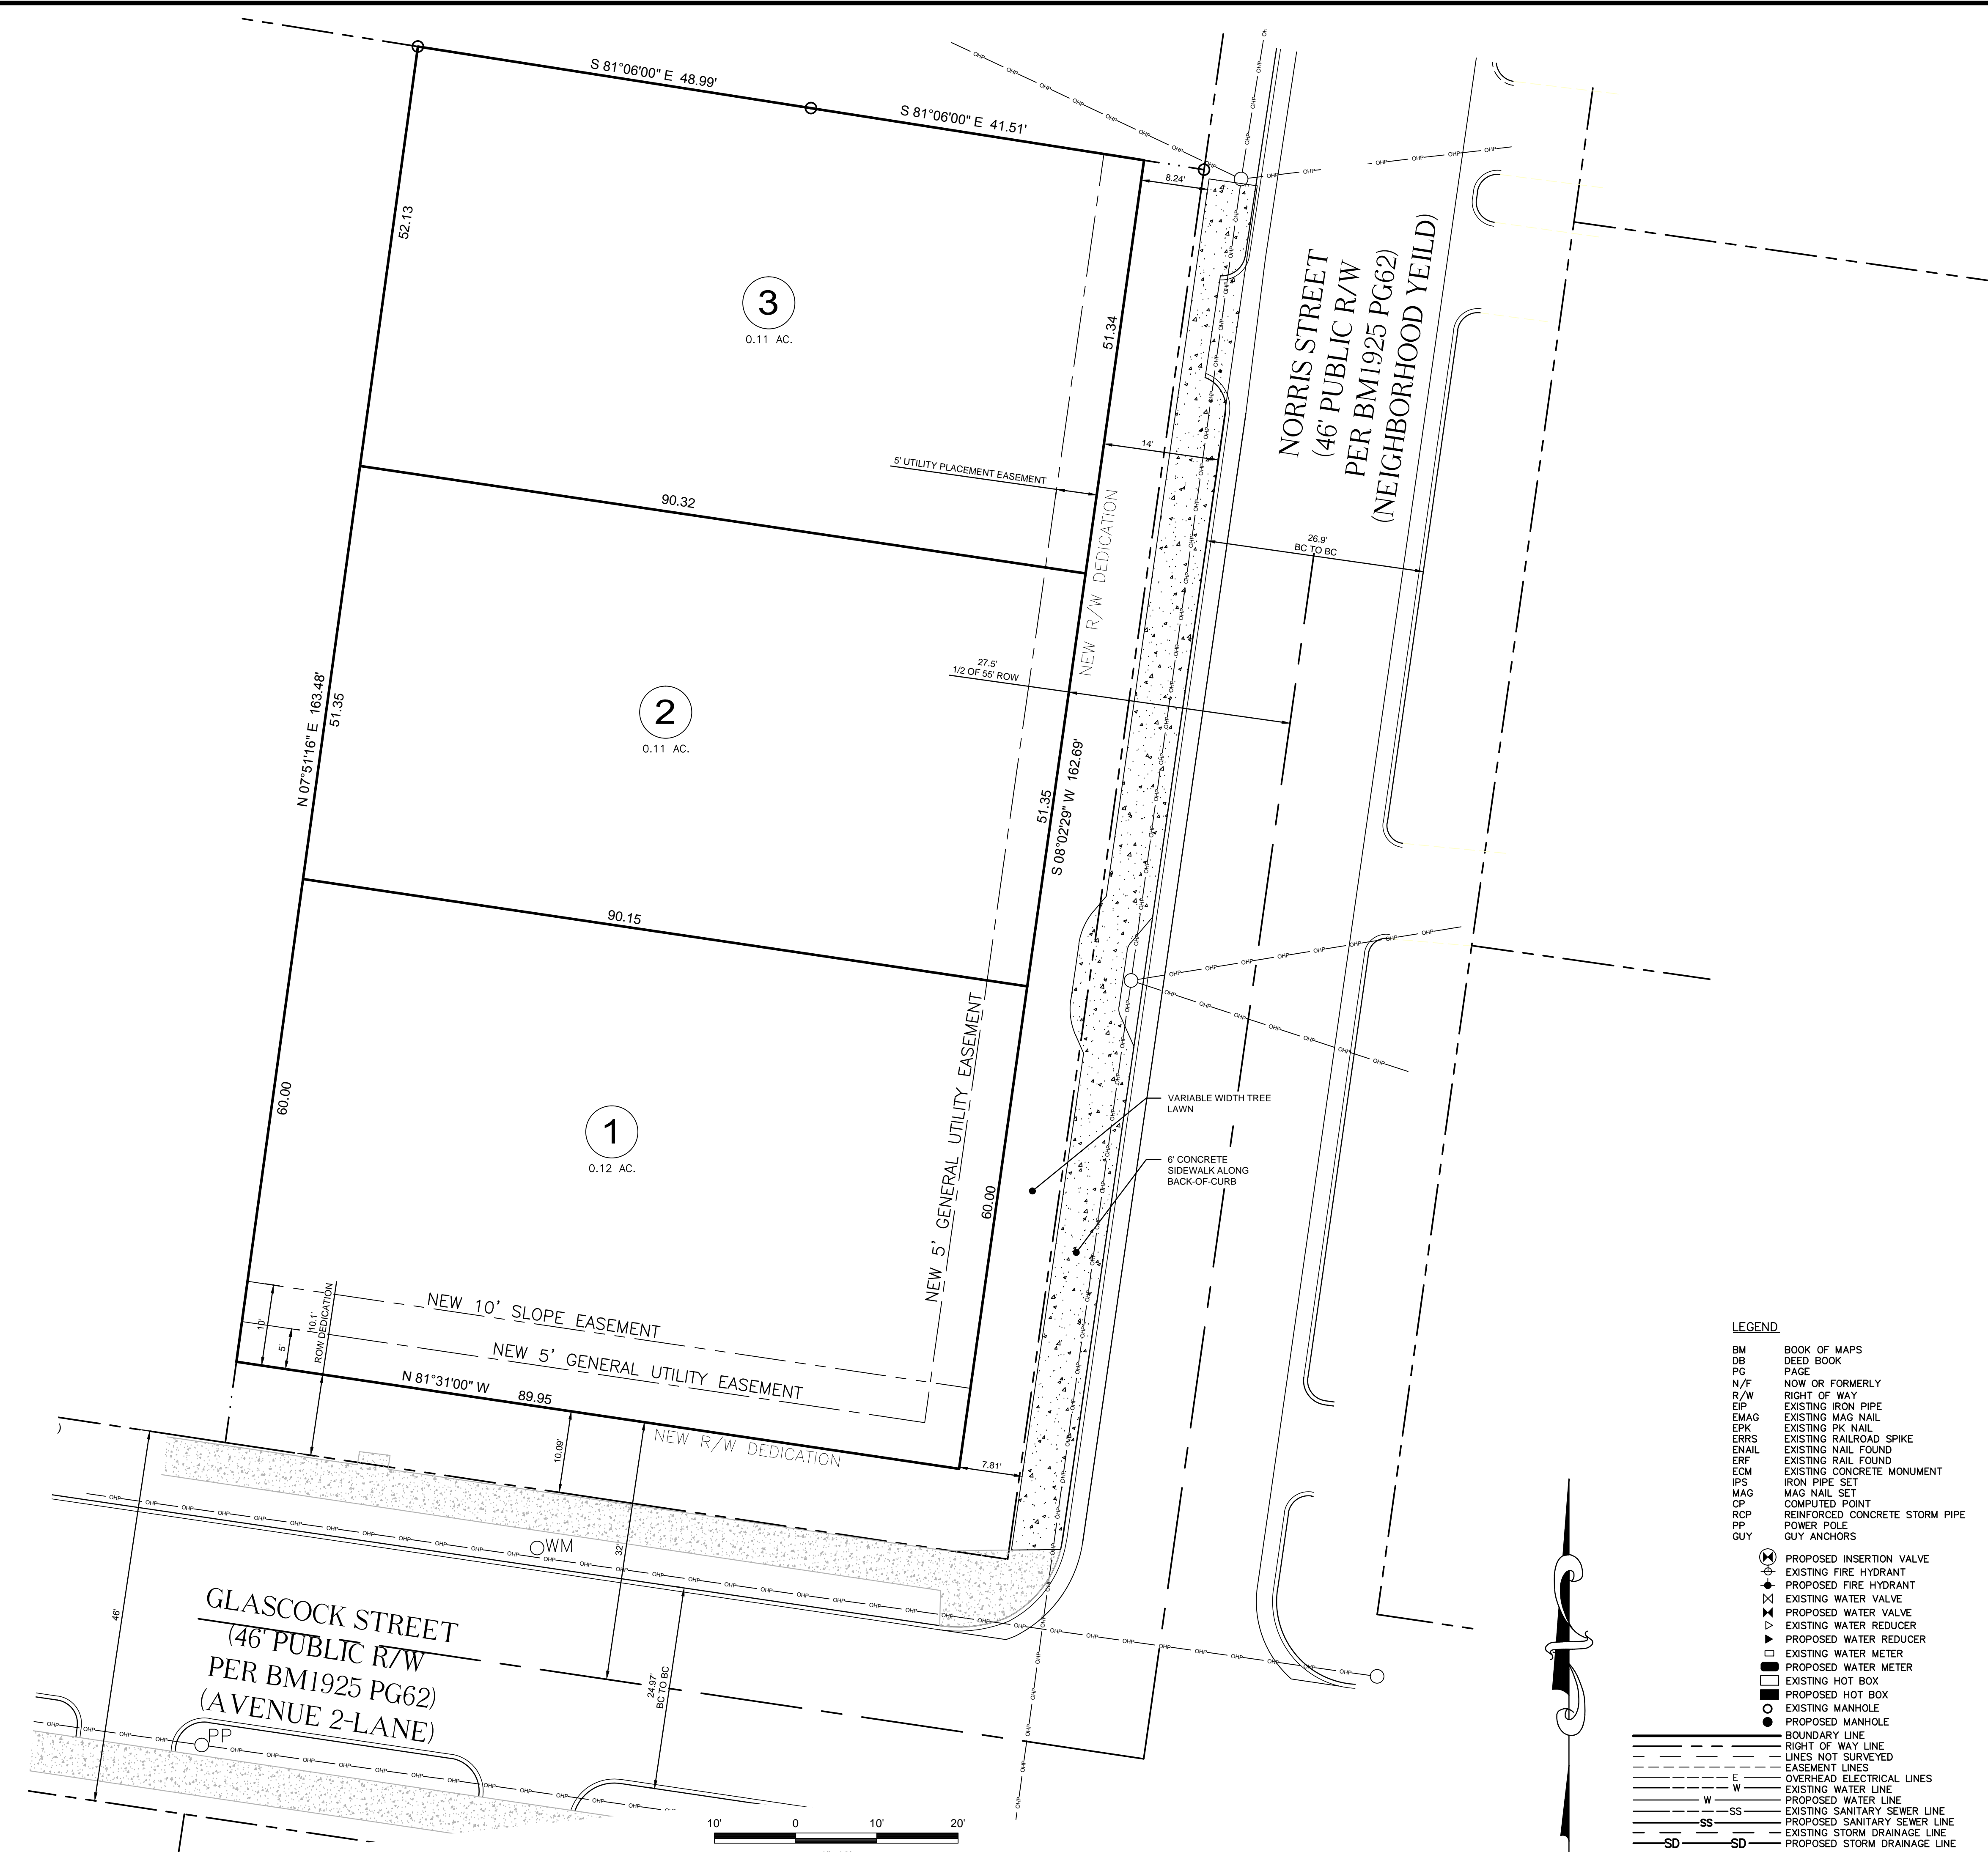 S 81°06'00" E 48.99'
S 81°06'00" E 41.51'
8.24'
52.13
3
0.11 AC.
51.34
14'
5' UTILITY PLACEMENT EASEMENT
NEW R/W DEDICATION
NORRIS STREET
(46' PUBLIC R/W
PER BM1925 PG62)
(NEIGHBORHOOD YEILD)
26.9'
BC TO BC
90.32
27.5'
1/2 OF 55' ROW
N 07°51'16" E 163.48'
51.35
2
0.11 AC.
51.35
S 08°02'29" W 162.69'
90.15
60.00
1
0.12 AC.
60.00
NEW 5' GENERAL UTILITY EASEMENT
VARIABLE WIDTH TREE
LAWN
6' CONCRETE
SIDEWALK ALONG
BACK-OF-CURB
10'
5'
10.1'
ROW DEDICATION
NEW 10' SLOPE EASEMENT
NEW 5' GENERAL UTILITY EASEMENT
N 81°31'00" W 89.95
10.09'
NEW R/W DEDICATION
7.81'
)
46'
WM
32'
24.97'
BC TO BC
GLASCOCK STREET
(46' PUBLIC R/W
PER BM1925 PG62)
(AVENUE 2-LANE)
PP
OHP
10' 0 10' 20'
LEGEND
BM BOOK OF MAPS
DB DEED BOOK
PG PAGE
N/F NOW OR FORMERLY
R/W RIGHT OF WAY
EIP EXISTING IRON PIPE
EMAG EXISTING MAG NAIL
EPK EXISTING PK NAIL
ERRS EXISTING RAILROAD SPIKE
ENAIL EXISTING NAIL FOUND
ERF EXISTING RAIL FOUND
ECM EXISTING CONCRETE MONUMENT
IPS IRON PIPE SET
MAG MAG NAIL SET
CP COMPUTED POINT
RCP REINFORCED CONCRETE STORM PIPE
PP POWER POLE
GUY GUY ANCHORS
PROPOSED INSERTION VALVE
EXISTING FIRE HYDRANT
PROPOSED FIRE HYDRANT
EXISTING WATER VALVE
PROPOSED WATER VALVE
EXISTING WATER REDUCER
PROPOSED WATER REDUCER
EXISTING WATER METER
PROPOSED WATER METER
EXISTING HOT BOX
PROPOSED HOT BOX
EXISTING MANHOLE
PROPOSED MANHOLE
BOUNDARY LINE
RIGHT OF WAY LINE
LINES NOT SURVEYED
EASEMENT LINES
E OVERHEAD ELECTRICAL LINES
W EXISTING WATER LINE
W PROPOSED WATER LINE
SS EXISTING SANITARY SEWER LINE
SS PROPOSED SANITARY SEWER LINE
EXISTING STORM DRAINAGE LINE
SD SD PROPOSED STORM DRAINAGE LINE